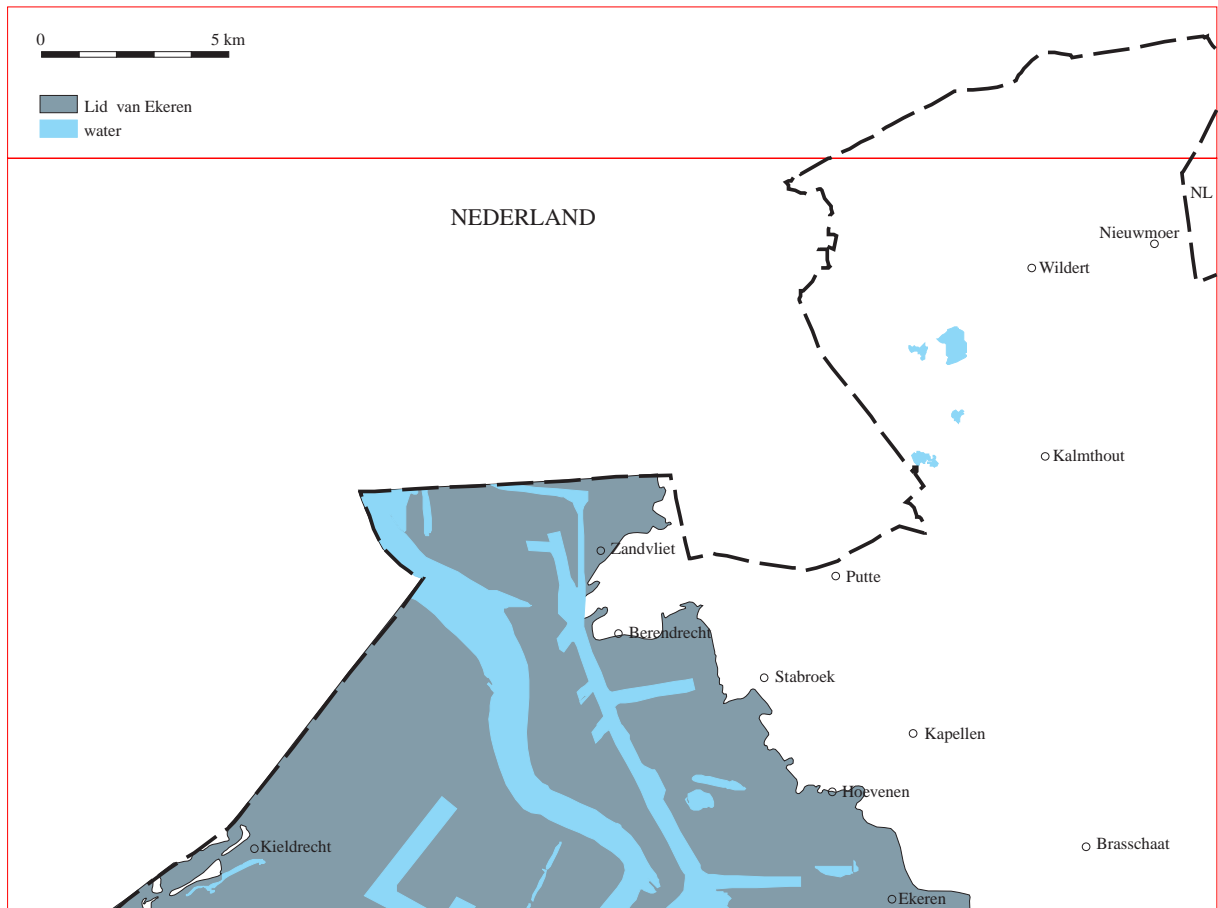 0 5 km
Lid van Ekeren
water
NEDERLAND
NL
Nieuwmoer
Wildert
Kalmthout
Zandvliet
Putte
Berendrecht
Stabroek
Kapellen
Hoevenen
Kieldrecht
Brasschaat
Ekeren